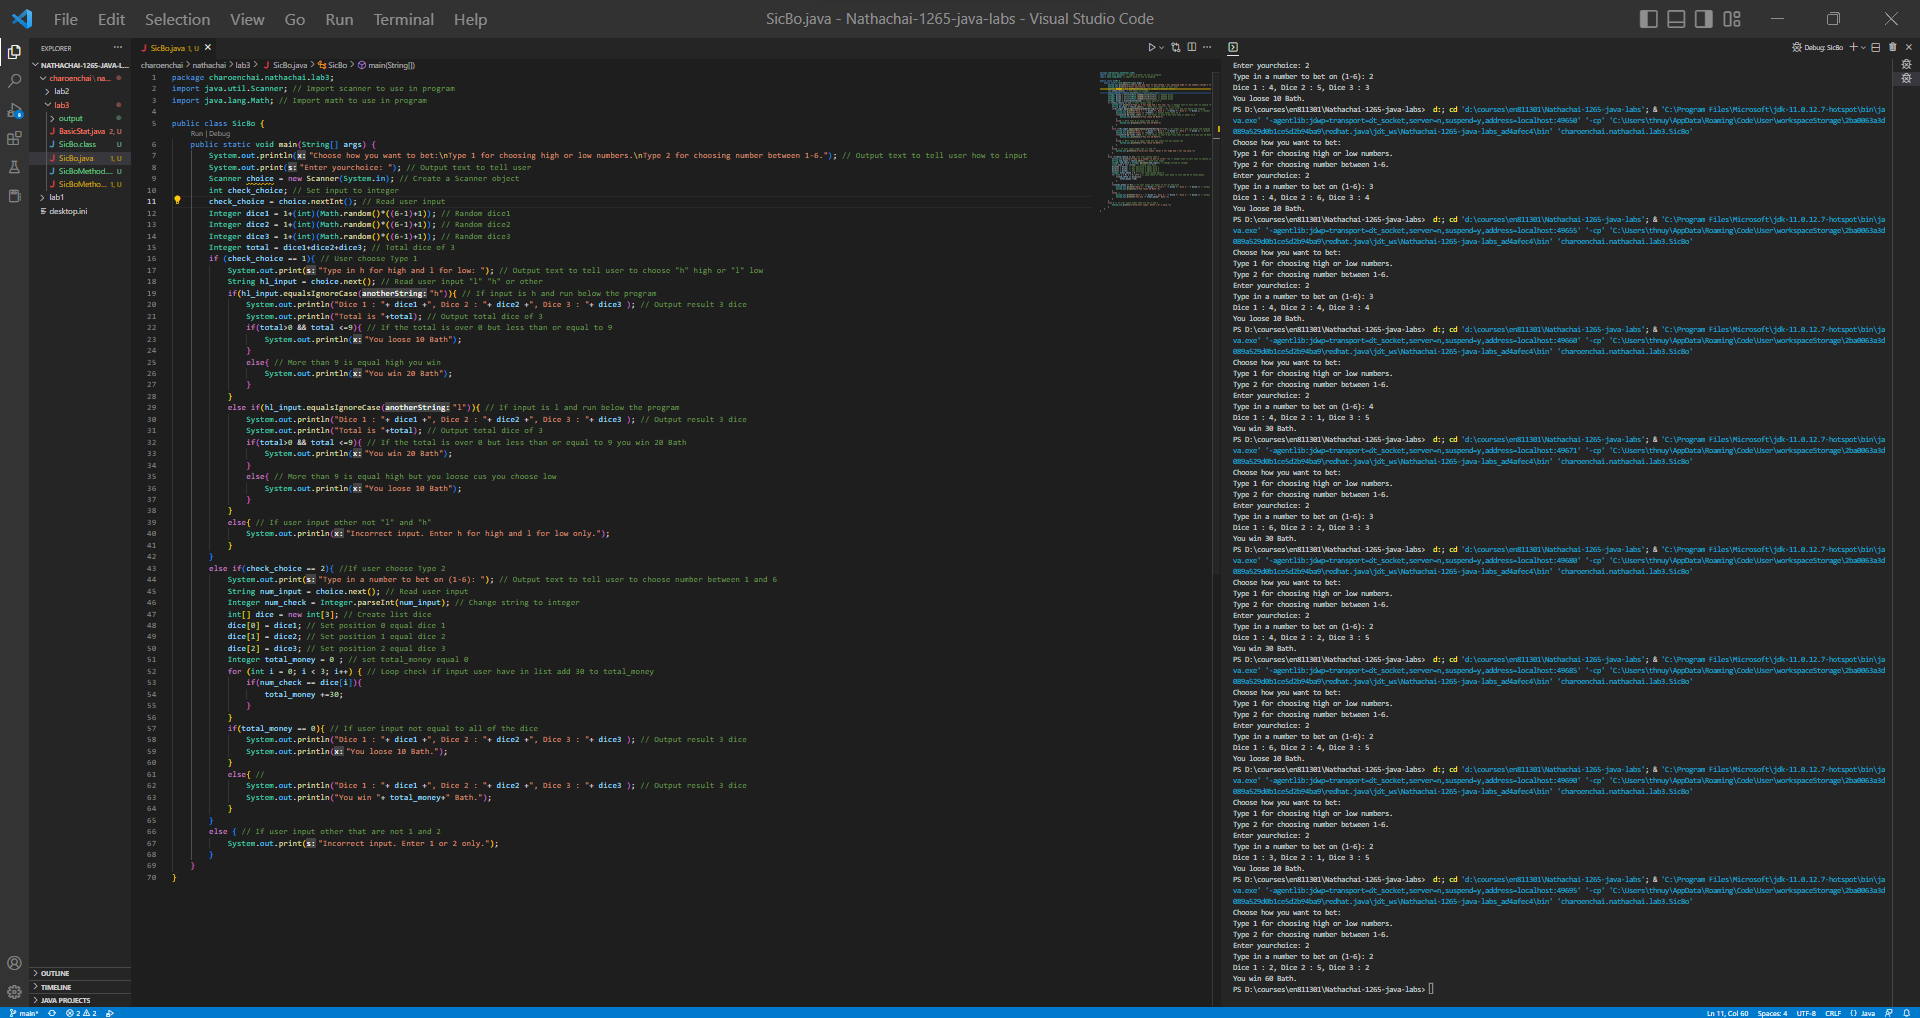 File Edit Selection View Go Run Terminal Help
SicBo.java - Nathachai-1265-java-labs - Visual Studio Code
EXPLORER
NATHACHAI-1265-JAVA-L...
charoenchai \ na...
lab2
lab3
output
BasicStat.java 2, U
SicBo.class U
SicBo.java 1, U
SicBoMethod.... U
SicBoMetho... 1, U
lab1
desktop.ini
OUTLINE
TIMELINE
JAVA PROJECTS
SicBo.java 1, U
charoenchai > nathachai > lab3 > SicBo.java > SicBo > main(String[])
1 package charoenchai.nathachai.lab3;
2 import java.util.Scanner; // Import scanner to use in program
3 import java.lang.Math; // Import math to use in program
4
5 public class SicBo {
Run | Debug
6 public static void main(String[] args) {
7 System.out.println(x: "Choose how you want to bet:\nType 1 for choosing high or low numbers.\nType 2 for choosing number between 1-6."); // Output text to tell user how to input
8 System.out.print(s: "Enter yourchoice: "); // Output text to tell user
9 Scanner choice = new Scanner(System.in); // Create a Scanner object
10 int check_choice; // Set input to integer
11 check_choice = choice.nextInt(); // Read user input
12 Integer dice1 = 1+(int)(Math.random()*((6-1)+1)); // Random dice1
13 Integer dice2 = 1+(int)(Math.random()*((6-1)+1)); // Random dice2
14 Integer dice3 = 1+(int)(Math.random()*((6-1)+1)); // Random dice3
15 Integer total = dice1+dice2+dice3; // Total dice of 3
16 if (check_choice == 1){ // User choose Type 1
17 System.out.print(s: "Type in h for high and l for low: "); // Output text to tell user to choose "h" high or "l" low
18 String hl_input = choice.next(); // Read user input "l" "h" or other
19 if(hl_input.equalsIgnoreCase(anotherString: "h")){ // If input is h and run below the program
20 System.out.println("Dice 1 : "+ dice1 +", Dice 2 : "+ dice2 +", Dice 3 : "+ dice3 ); // Output result 3 dice
21 System.out.println("Total is "+total); // Output total dice of 3
22 if(total>0 && total <=9){ // If the total is over 0 but less than or equal to 9
23 System.out.println(x: "You loose 10 Bath");
24 }
25 else{ // More than 9 is equal high you win
26 System.out.println(x: "You win 20 Bath");
27 }
28 }
29 else if(hl_input.equalsIgnoreCase(anotherString: "l")){ // If input is l and run below the program
30 System.out.println("Dice 1 : "+ dice1 +", Dice 2 : "+ dice2 +", Dice 3 : "+ dice3 ); // Output result 3 dice
31 System.out.println("Total is "+total); // Output total dice of 3
32 if(total>0 && total <=9){ // If the total is over 0 but less than or equal to 9 you win 20 Bath
33 System.out.println(x: "You win 20 Bath");
34 }
35 else{ // More than 9 is equal high but you loose cus you choose low
36 System.out.println(x: "You loose 10 Bath");
37 }
38 }
39 else{ // If user input other not "l" and "h"
40 System.out.println(x: "Incorrect input. Enter h for high and l for low only.");
41 }
42 }
43 else if(check_choice == 2){ //If user choose Type 2
44 System.out.print(s: "Type in a number to bet on (1-6): "); // Output text to tell user to choose number between 1 and 6
45 String num_input = choice.next(); // Read user input
46 Integer num_check = Integer.parseInt(num_input); // Change string to integer
47 int[] dice = new int[3]; // Create list dice
48 dice[0] = dice1; // Set position 0 equal dice 1
49 dice[1] = dice2; // Set position 1 equal dice 2
50 dice[2] = dice3; // Set position 2 equal dice 3
51 Integer total_money = 0 ; // set total_money equal 0
52 for (int i = 0; i < 3; i++) { // Loop check if input user have in list add 30 to total_money
53 if(num_check == dice[i]){
54 total_money +=30;
55 }
56 }
57 if(total_money == 0){ // If user input not equal to all of the dice
58 System.out.println("Dice 1 : "+ dice1 +", Dice 2 : "+ dice2 +", Dice 3 : "+ dice3 ); // Output result 3 dice
59 System.out.println(x: "You loose 10 Bath.");
60 }
61 else{ //
62 System.out.println("Dice 1 : "+ dice1 +", Dice 2 : "+ dice2 +", Dice 3 : "+ dice3 ); // Output result 3 dice
63 System.out.println("You win "+ total_money+" Bath.");
64 }
65 }
66 else { // If user input other that are not 1 and 2
67 System.out.print(s: "Incorrect input. Enter 1 or 2 only.");
68 }
69 }
70 }
Debug: SicBo
Enter yourchoice: 2
Type in a number to bet on (1-6): 2
Dice 1 : 4, Dice 2 : 5, Dice 3 : 3
You loose 10 Bath.
PS D:\courses\en811301\Nathachai-1265-java-labs> d:; cd 'd:\courses\en811301\Nathachai-1265-java-labs'; & 'C:\Program Files\Microsoft\jdk-11.0.12.7-hotspot\bin\ja
va.exe' '-agentlib:jdwp=transport=dt_socket,server=n,suspend=y,address=localhost:49650' '-cp' 'C:\Users\thnuy\AppData\Roaming\Code\User\workspaceStorage\2ba0063a3d
089a529d0b1ce5d2b94ba9\redhat.java\jdt_ws\Nathachai-1265-java-labs_ad4afec4\bin' 'charoenchai.nathachai.lab3.SicBo'
Choose how you want to bet:
Type 1 for choosing high or low numbers.
Type 2 for choosing number between 1-6.
Enter yourchoice: 2
Type in a number to bet on (1-6): 3
Dice 1 : 4, Dice 2 : 6, Dice 3 : 4
You loose 10 Bath.
PS D:\courses\en811301\Nathachai-1265-java-labs> d:; cd 'd:\courses\en811301\Nathachai-1265-java-labs'; & 'C:\Program Files\Microsoft\jdk-11.0.12.7-hotspot\bin\ja
va.exe' '-agentlib:jdwp=transport=dt_socket,server=n,suspend=y,address=localhost:49655' '-cp' 'C:\Users\thnuy\AppData\Roaming\Code\User\workspaceStorage\2ba0063a3d
089a529d0b1ce5d2b94ba9\redhat.java\jdt_ws\Nathachai-1265-java-labs_ad4afec4\bin' 'charoenchai.nathachai.lab3.SicBo'
Choose how you want to bet:
Type 1 for choosing high or low numbers.
Type 2 for choosing number between 1-6.
Enter yourchoice: 2
Type in a number to bet on (1-6): 3
Dice 1 : 4, Dice 2 : 4, Dice 3 : 4
You loose 10 Bath.
PS D:\courses\en811301\Nathachai-1265-java-labs> d:; cd 'd:\courses\en811301\Nathachai-1265-java-labs'; & 'C:\Program Files\Microsoft\jdk-11.0.12.7-hotspot\bin\ja
va.exe' '-agentlib:jdwp=transport=dt_socket,server=n,suspend=y,address=localhost:49660' '-cp' 'C:\Users\thnuy\AppData\Roaming\Code\User\workspaceStorage\2ba0063a3d
089a529d0b1ce5d2b94ba9\redhat.java\jdt_ws\Nathachai-1265-java-labs_ad4afec4\bin' 'charoenchai.nathachai.lab3.SicBo'
Choose how you want to bet:
Type 1 for choosing high or low numbers.
Type 2 for choosing number between 1-6.
Enter yourchoice: 2
Type in a number to bet on (1-6): 4
Dice 1 : 4, Dice 2 : 1, Dice 3 : 5
You win 30 Bath.
PS D:\courses\en811301\Nathachai-1265-java-labs> d:; cd 'd:\courses\en811301\Nathachai-1265-java-labs'; & 'C:\Program Files\Microsoft\jdk-11.0.12.7-hotspot\bin\ja
va.exe' '-agentlib:jdwp=transport=dt_socket,server=n,suspend=y,address=localhost:49671' '-cp' 'C:\Users\thnuy\AppData\Roaming\Code\User\workspaceStorage\2ba0063a3d
089a529d0b1ce5d2b94ba9\redhat.java\jdt_ws\Nathachai-1265-java-labs_ad4afec4\bin' 'charoenchai.nathachai.lab3.SicBo'
Choose how you want to bet:
Type 1 for choosing high or low numbers.
Type 2 for choosing number between 1-6.
Enter yourchoice: 2
Type in a number to bet on (1-6): 3
Dice 1 : 6, Dice 2 : 2, Dice 3 : 3
You win 30 Bath.
PS D:\courses\en811301\Nathachai-1265-java-labs> d:; cd 'd:\courses\en811301\Nathachai-1265-java-labs'; & 'C:\Program Files\Microsoft\jdk-11.0.12.7-hotspot\bin\ja
va.exe' '-agentlib:jdwp=transport=dt_socket,server=n,suspend=y,address=localhost:49680' '-cp' 'C:\Users\thnuy\AppData\Roaming\Code\User\workspaceStorage\2ba0063a3d
089a529d0b1ce5d2b94ba9\redhat.java\jdt_ws\Nathachai-1265-java-labs_ad4afec4\bin' 'charoenchai.nathachai.lab3.SicBo'
Choose how you want to bet:
Type 1 for choosing high or low numbers.
Type 2 for choosing number between 1-6.
Enter yourchoice: 2
Type in a number to bet on (1-6): 2
Dice 1 : 4, Dice 2 : 2, Dice 3 : 5
You win 30 Bath.
PS D:\courses\en811301\Nathachai-1265-java-labs> d:; cd 'd:\courses\en811301\Nathachai-1265-java-labs'; & 'C:\Program Files\Microsoft\jdk-11.0.12.7-hotspot\bin\ja
va.exe' '-agentlib:jdwp=transport=dt_socket,server=n,suspend=y,address=localhost:49685' '-cp' 'C:\Users\thnuy\AppData\Roaming\Code\User\workspaceStorage\2ba0063a3d
089a529d0b1ce5d2b94ba9\redhat.java\jdt_ws\Nathachai-1265-java-labs_ad4afec4\bin' 'charoenchai.nathachai.lab3.SicBo'
Choose how you want to bet:
Type 1 for choosing high or low numbers.
Type 2 for choosing number between 1-6.
Enter yourchoice: 2
Type in a number to bet on (1-6): 2
Dice 1 : 6, Dice 2 : 4, Dice 3 : 5
You loose 10 Bath.
PS D:\courses\en811301\Nathachai-1265-java-labs> d:; cd 'd:\courses\en811301\Nathachai-1265-java-labs'; & 'C:\Program Files\Microsoft\jdk-11.0.12.7-hotspot\bin\ja
va.exe' '-agentlib:jdwp=transport=dt_socket,server=n,suspend=y,address=localhost:49690' '-cp' 'C:\Users\thnuy\AppData\Roaming\Code\User\workspaceStorage\2ba0063a3d
089a529d0b1ce5d2b94ba9\redhat.java\jdt_ws\Nathachai-1265-java-labs_ad4afec4\bin' 'charoenchai.nathachai.lab3.SicBo'
Choose how you want to bet:
Type 1 for choosing high or low numbers.
Type 2 for choosing number between 1-6.
Enter yourchoice: 2
Type in a number to bet on (1-6): 2
Dice 1 : 3, Dice 2 : 1, Dice 3 : 5
You loose 10 Bath.
PS D:\courses\en811301\Nathachai-1265-java-labs> d:; cd 'd:\courses\en811301\Nathachai-1265-java-labs'; & 'C:\Program Files\Microsoft\jdk-11.0.12.7-hotspot\bin\ja
va.exe' '-agentlib:jdwp=transport=dt_socket,server=n,suspend=y,address=localhost:49695' '-cp' 'C:\Users\thnuy\AppData\Roaming\Code\User\workspaceStorage\2ba0063a3d
089a529d0b1ce5d2b94ba9\redhat.java\jdt_ws\Nathachai-1265-java-labs_ad4afec4\bin' 'charoenchai.nathachai.lab3.SicBo'
Choose how you want to bet:
Type 1 for choosing high or low numbers.
Type 2 for choosing number between 1-6.
Enter yourchoice: 2
Type in a number to bet on (1-6): 2
Dice 1 : 2, Dice 2 : 5, Dice 3 : 2
You win 60 Bath.
PS D:\courses\en811301\Nathachai-1265-java-labs>
main* 2 2
Ln 11, Col 60 Spaces: 4 UTF-8 CRLF {} Java